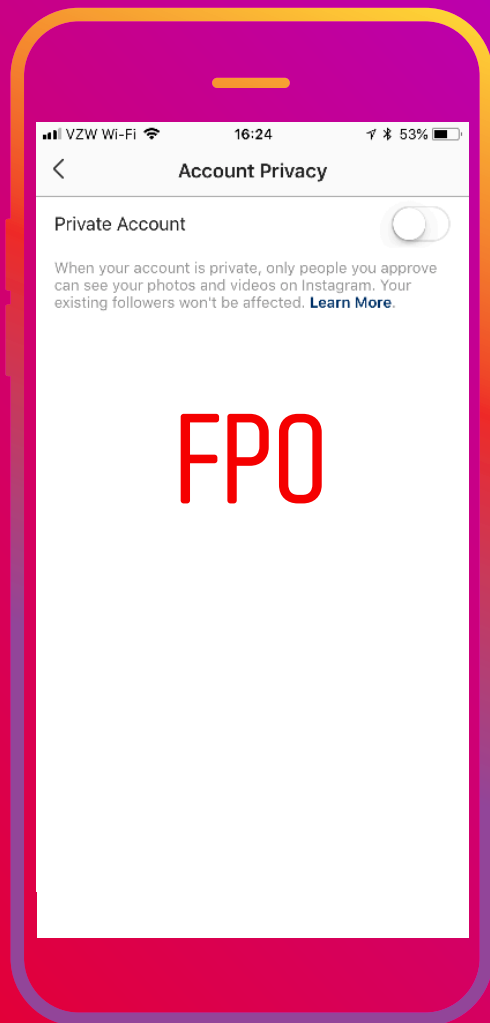 VZW Wi-Fi 16:24 53%
Account Privacy
Private Account
When your account is private, only people you approve
can see your photos and videos on Instagram. Your
existing followers won't be affected. Learn More.
FPO